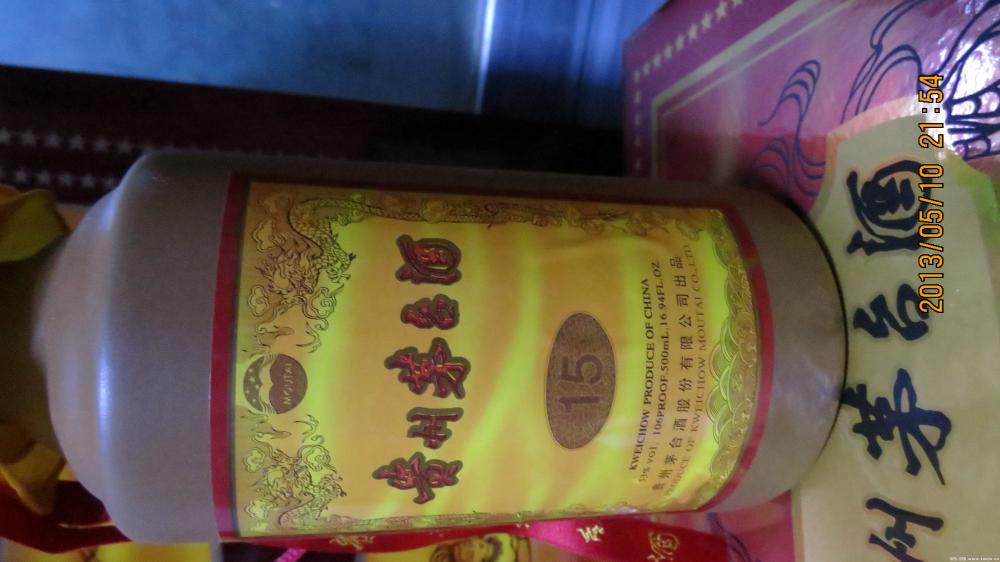 MOUTAI
贵州茅台酒
15
KWEICHOW PRODUCE OF CHINA
53% vol 106PROOF 500mL 16.94FL.OZ
贵州茅台酒股份有限公司出品
PRODUCE OF KWEICHOW MOUTAI CO.,LTD
州茅台酒
2013/05/10 21:54